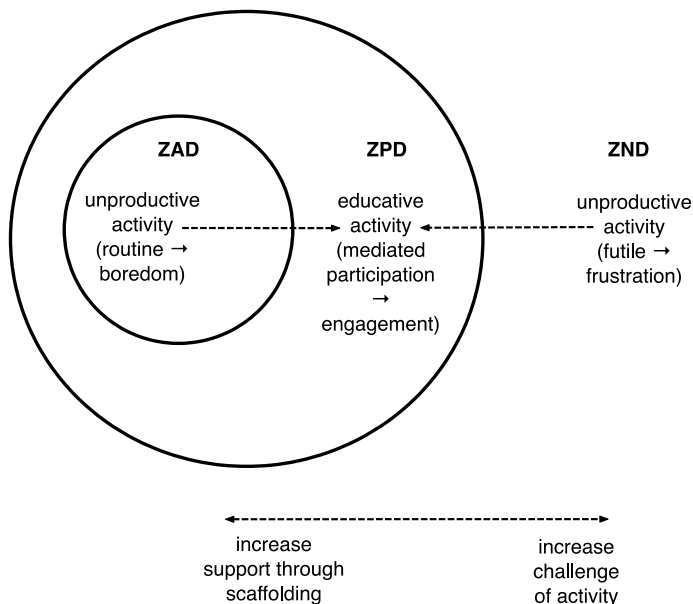 ZAD
unproductive
activity
(routine →
boredom)
ZPD
educative
activity
(mediated
participation
→
engagement)
ZND
unproductive
activity
(futile →
frustration)
increase
support through
scaffolding
increase
challenge
of activity